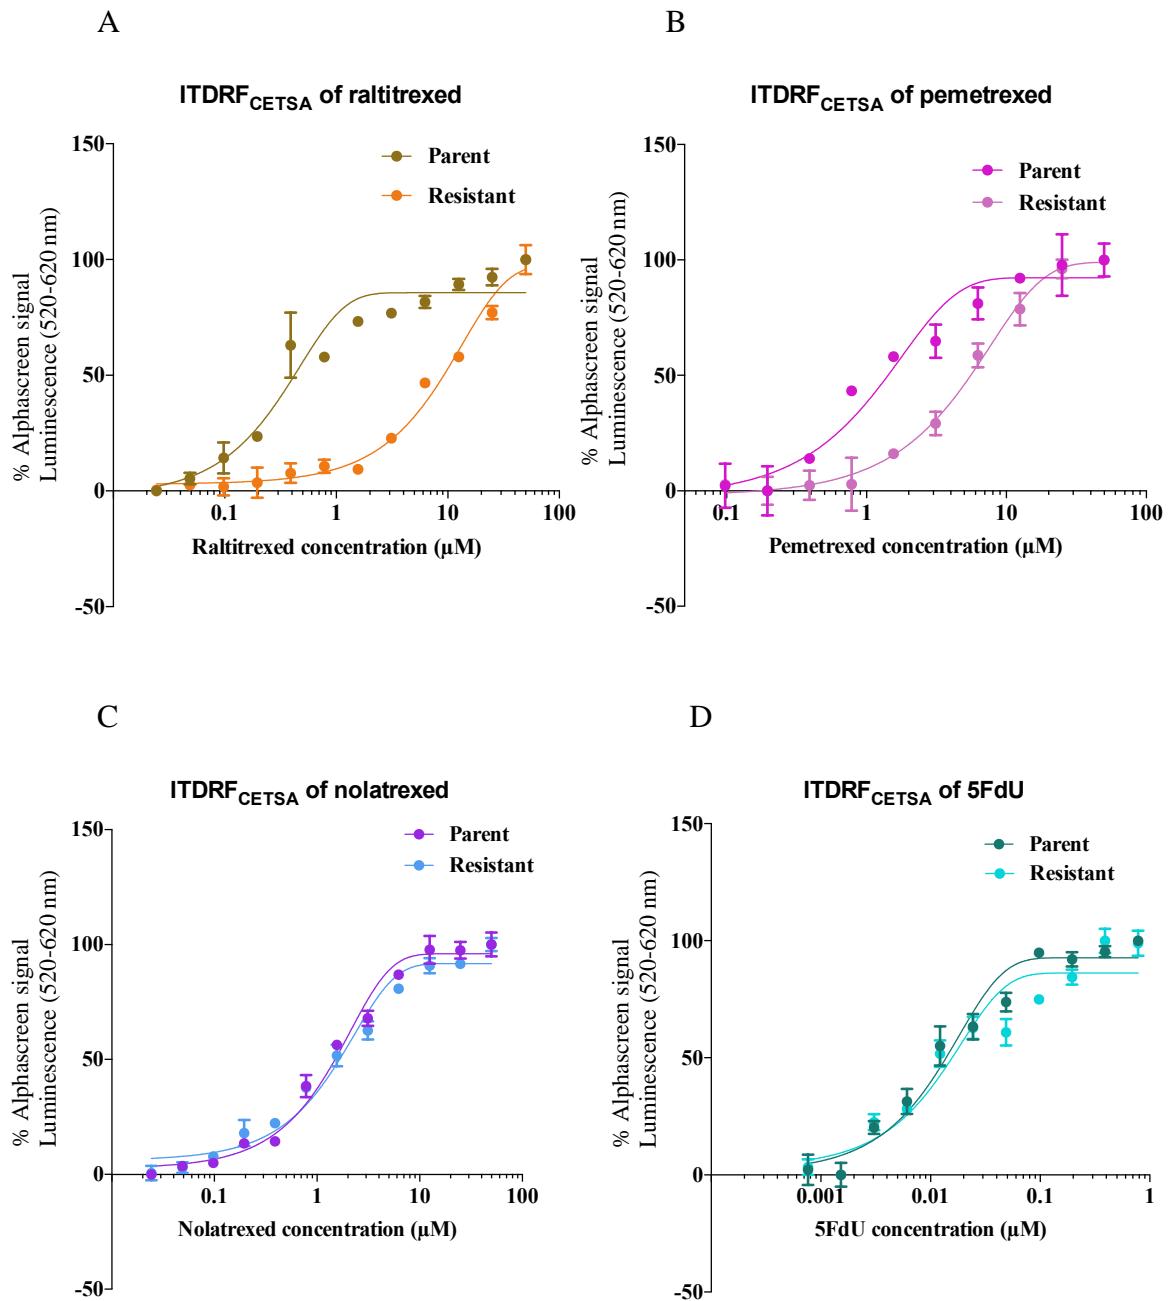 A
ITDRF_CETSA of raltitrexed
150
100
50
0
-50
% Alphascreen signal
Luminescence (520-620 nm)
Parent
Resistant
0.1 1 10 100
Raltitrexed concentration (µM)
B
ITDRF_CETSA of pemetrexed
150
100
50
0
-50
% Alphascreen signal
Luminescence (520-620 nm)
Parent
Resistant
0.1 1 10 100
Pemetrexed concentration (µM)
C
ITDRF_CETSA of nolatrexed
150
100
50
0
-50
% Alphascreen signal
Luminescence (520-620 nm)
Parent
Resistant
0.1 1 10 100
Nolatrexed concentration (µM)
D
ITDRF_CETSA of 5FdU
150
100
50
0
-50
% Alphascreen signal
Luminescence (520-620 nm)
Parent
Resistant
0.001 0.01 0.1 1
5FdU concentration (µM)